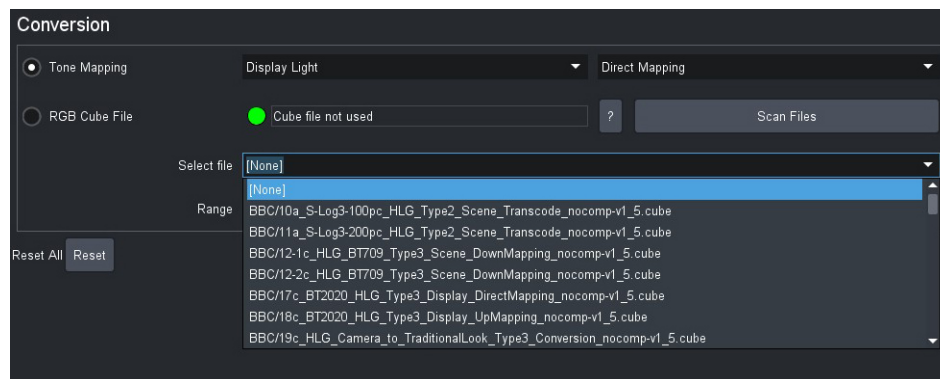 Conversion
Tone Mapping Display Light Direct Mapping
RGB Cube File Cube file not used ? Scan Files
Select file [None]
[None]
Range BBC/10a_S-Log3-100pc_HLG_Type2_Scene_Transcode_nocomp-v1_5.cube
BBC/11a_S-Log3-200pc_HLG_Type2_Scene_Transcode_nocomp-v1_5.cube
Reset All Reset BBC/12-1c_HLG_BT709_Type3_Scene_DownMapping_nocomp-v1_5.cube
BBC/12-2c_HLG_BT709_Type3_Scene_DownMapping_nocomp-v1_5.cube
BBC/17c_BT2020_HLG_Type3_Display_DirectMapping_nocomp-v1_5.cube
BBC/18c_BT2020_HLG_Type3_Display_UpMapping_nocomp-v1_5.cube
BBC/19c_HLG_Camera_to_TraditionalLook_Type3_Conversion_nocomp-v1_5.cube